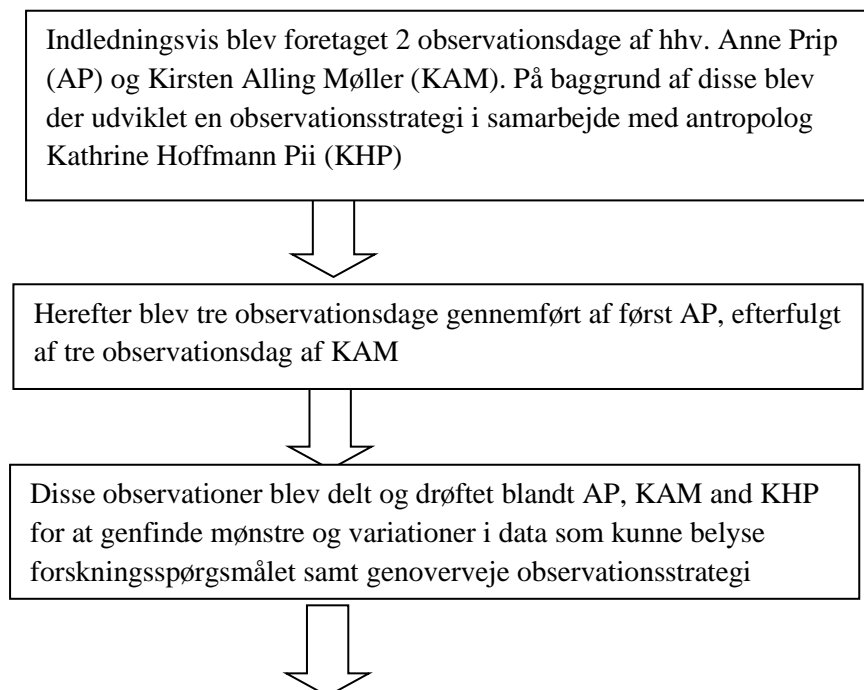 Indledningsvis blev foretaget 2 observationsdage af hhv. Anne Prip
(AP) og Kirsten Alling Møller (KAM). På baggrund af disse blev
der udviklet en observationsstrategi i samarbejde med antropolog
Kathrine Hoffmann Pii (KHP)
Herefter blev tre observationsdage gennemført af først AP, efterfulgt
af tre observationsdag af KAM
Disse observationer blev delt og drøftet blandt AP, KAM and KHP
for at genfinde mønstre og variationer i data som kunne belyse
forskningsspørgsmålet samt genoverveje observationsstrategi